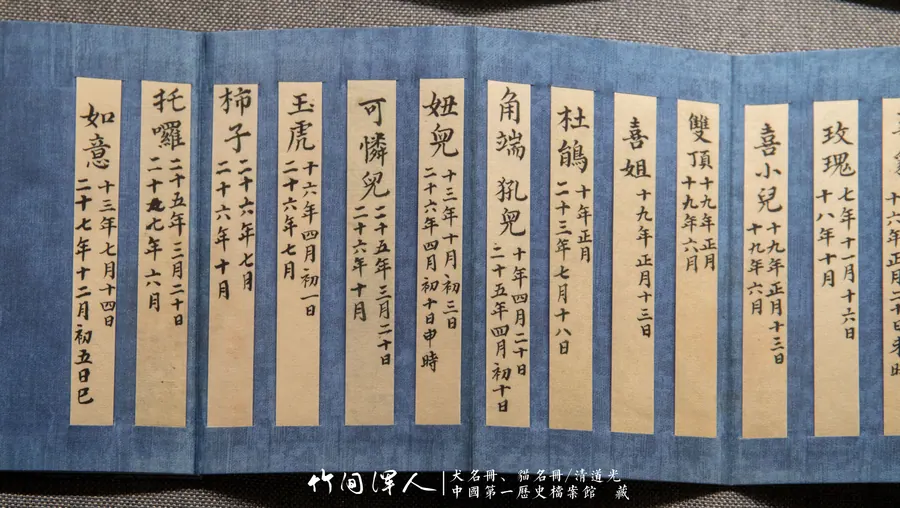 玫瑰
七年十一月十六日
十八年十月
喜小兒
十九年正月十三日
十九年六月
雙頂
十九年正月
十九年六月
喜姐
十九年正月十三日
杜鵃
十年正月
二十三年七月十八日
角端
猊兒
十年四月二十日
二十五年四月初十日
妞兒
十三年十月初三日
二十六年四月初十日申時
可憐兒
二十五年三月二十日
二十六年十月
玉虎
十六年四月初一日
二十六年七月
柿子
二十六年七月
二十六年十月
托囉
二十五年三月二十日
二十七年六月
如意
十三年七月十四日
二十七年十二月初五日巳
竹间浑人
犬名冊、貓名冊/清道光
中國第一歷史檔案館 藏